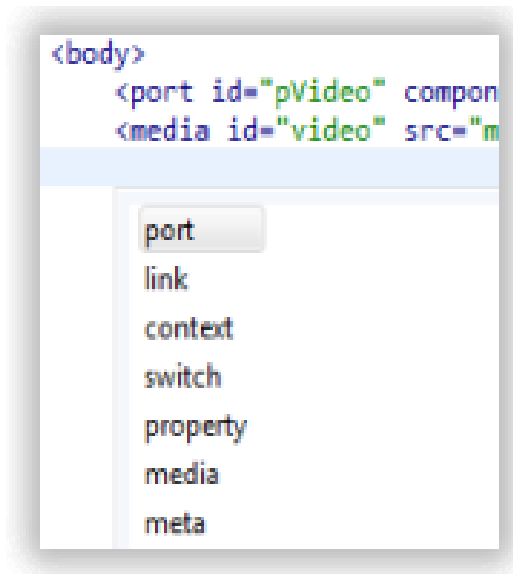 <body>
<port id="pVideo" compon
<media id="video" src="m
port
link
context
switch
property
media
meta